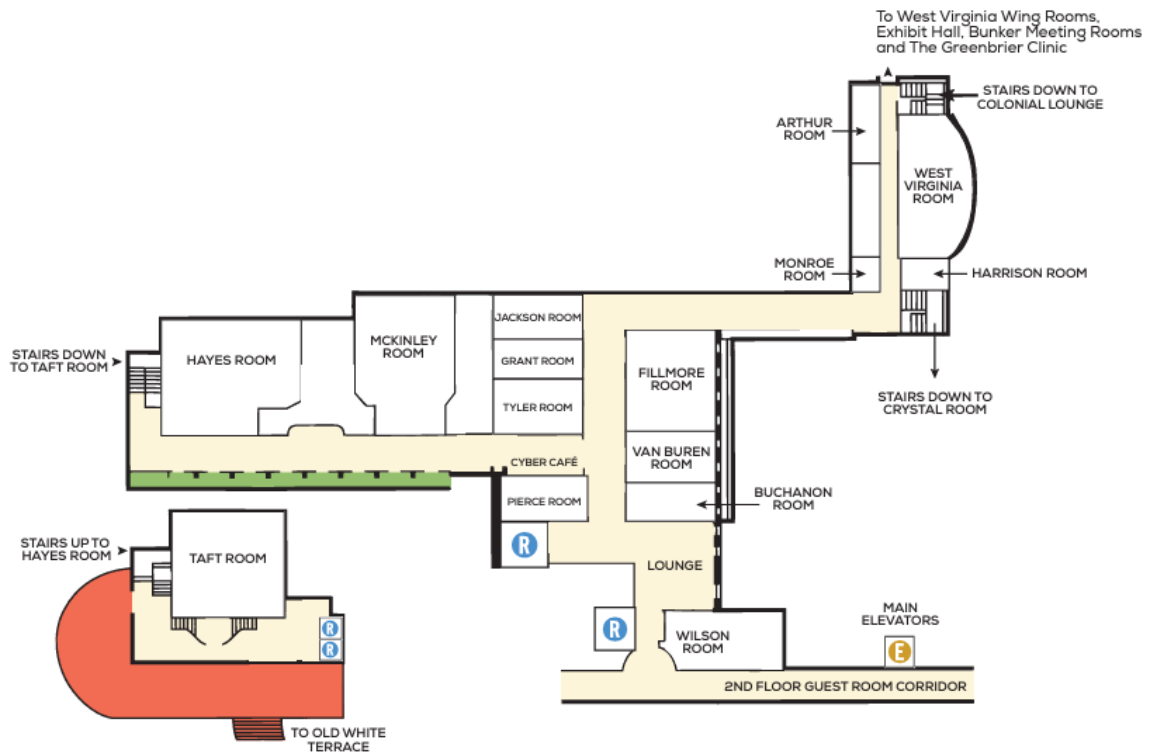 To West Virginia Wing Rooms,
Exhibit Hall, Bunker Meeting Rooms
and The Greenbrier Clinic
STAIRS DOWN TO
COLONIAL LOUNGE
ARTHUR
ROOM
WEST
VIRGINIA
ROOM
MONROE
ROOM
HARRISON ROOM
JACKSON ROOM
MCKINLEY
ROOM
HAYES ROOM
GRANT ROOM
STAIRS DOWN
TO TAFT ROOM
FILLMORE
ROOM
STAIRS DOWN TO
CRYSTAL ROOM
TYLER ROOM
VAN BUREN
ROOM
CYBER CAFÉ
BUCHANON
ROOM
PIERCE ROOM
R
STAIRS UP TO
HAYES ROOM
TAFT ROOM
LOUNGE
MAIN
ELEVATORS
R
R
R
WILSON
ROOM
E
2ND FLOOR GUEST ROOM CORRIDOR
TO OLD WHITE
TERRACE